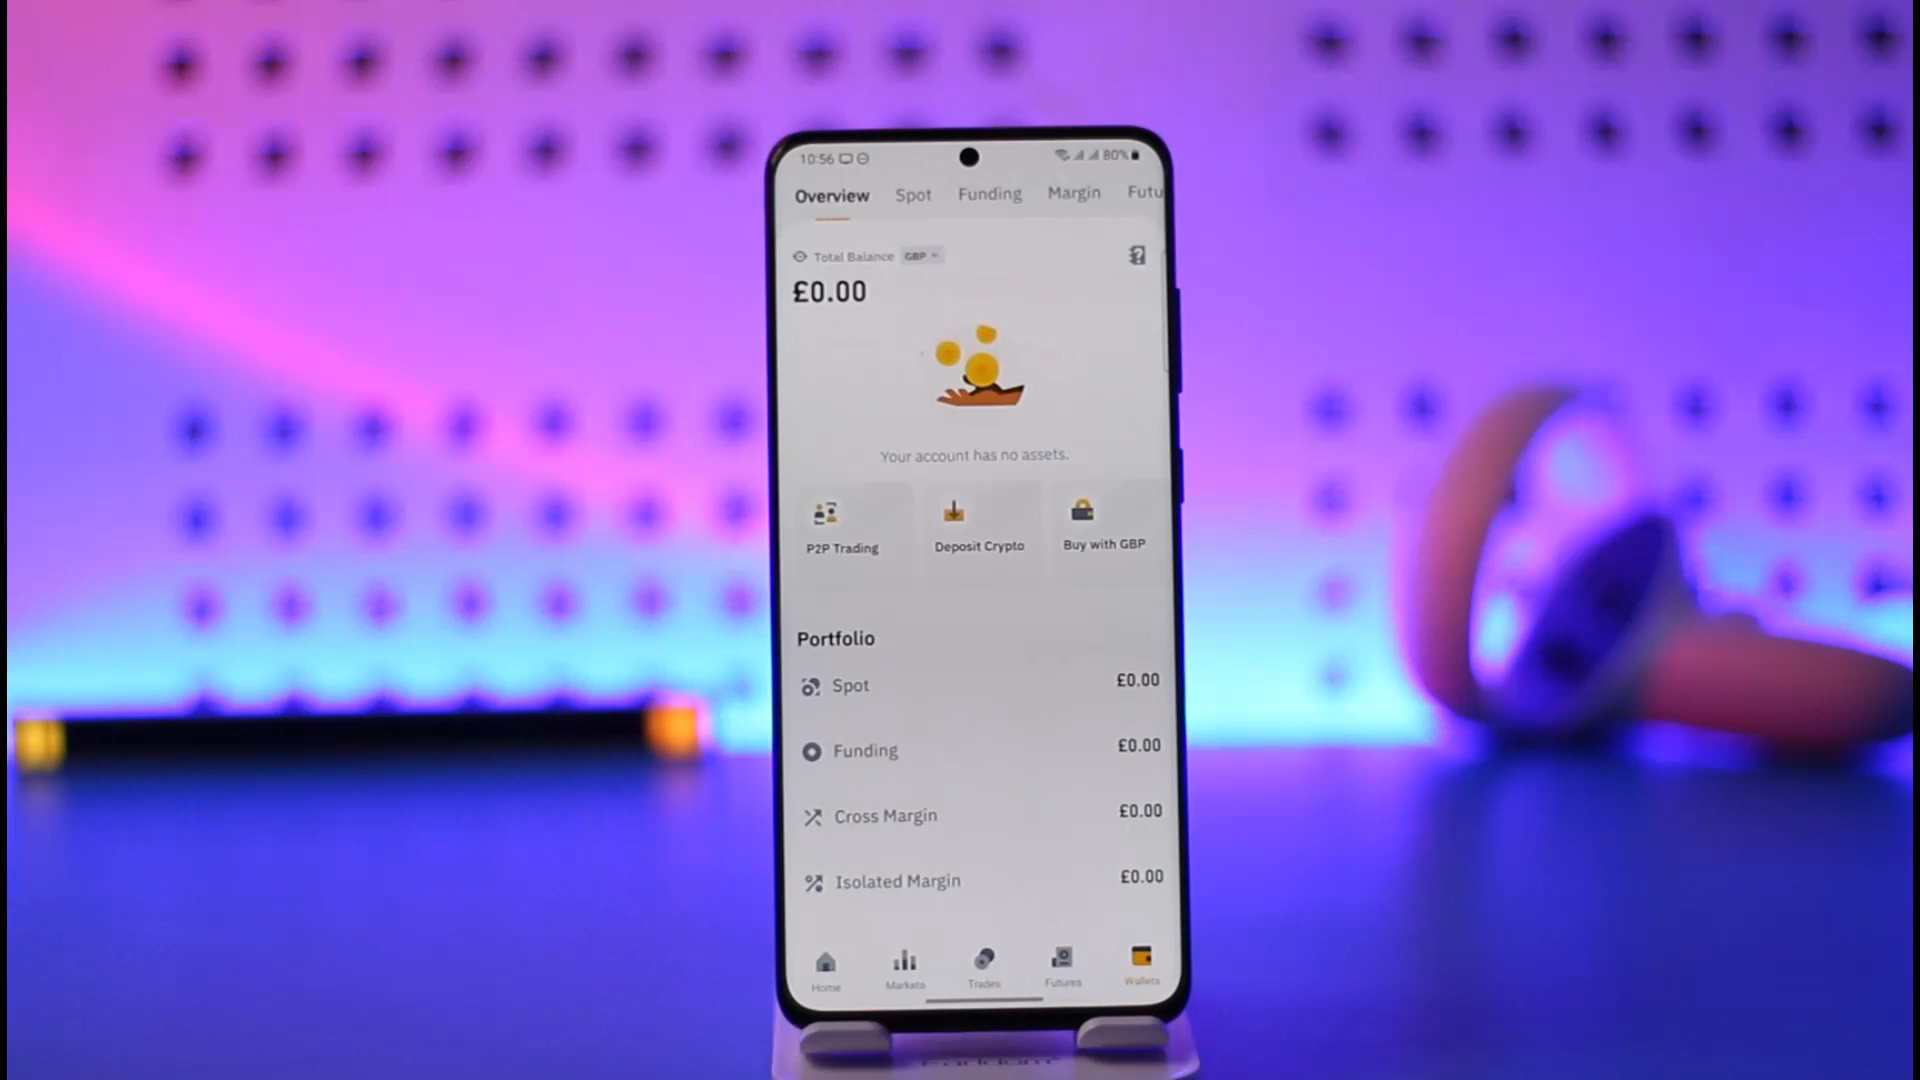 10:56 80%
Overview Spot Funding Margin Futu
Total Balance GBP
£0.00
Your account has no assets.
P2P Trading Deposit Crypto Buy with GBP
Portfolio
Spot £0.00
Funding £0.00
Cross Margin £0.00
Isolated Margin £0.00
Home Markets Trades Futures Wallets